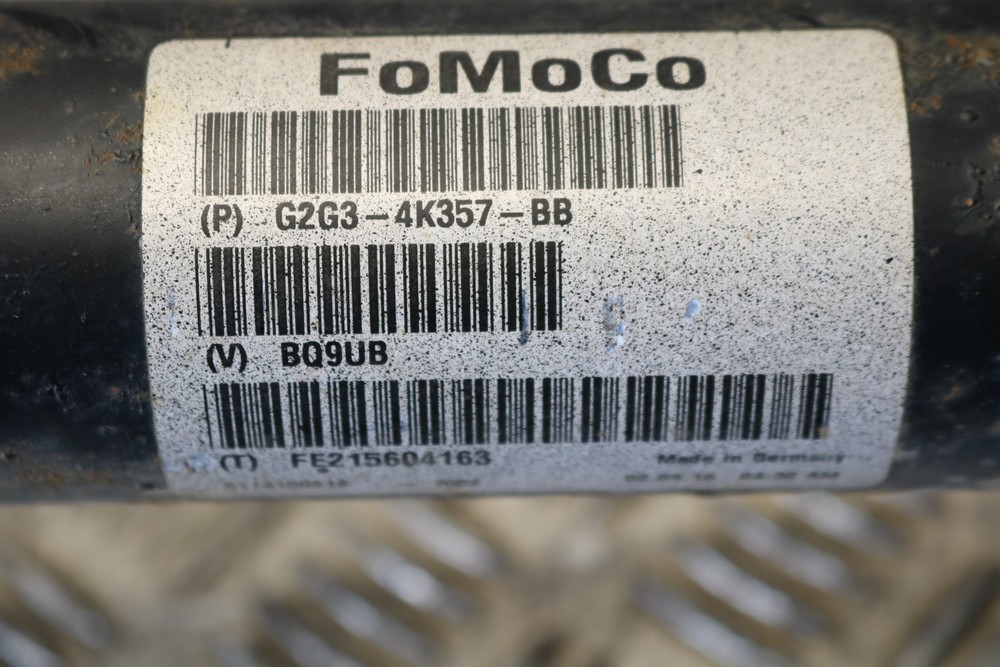 FoMoCo
(P) G2G3-4K357-BB
(V) BQ9UB
(T) FE215604163 Made in Germany